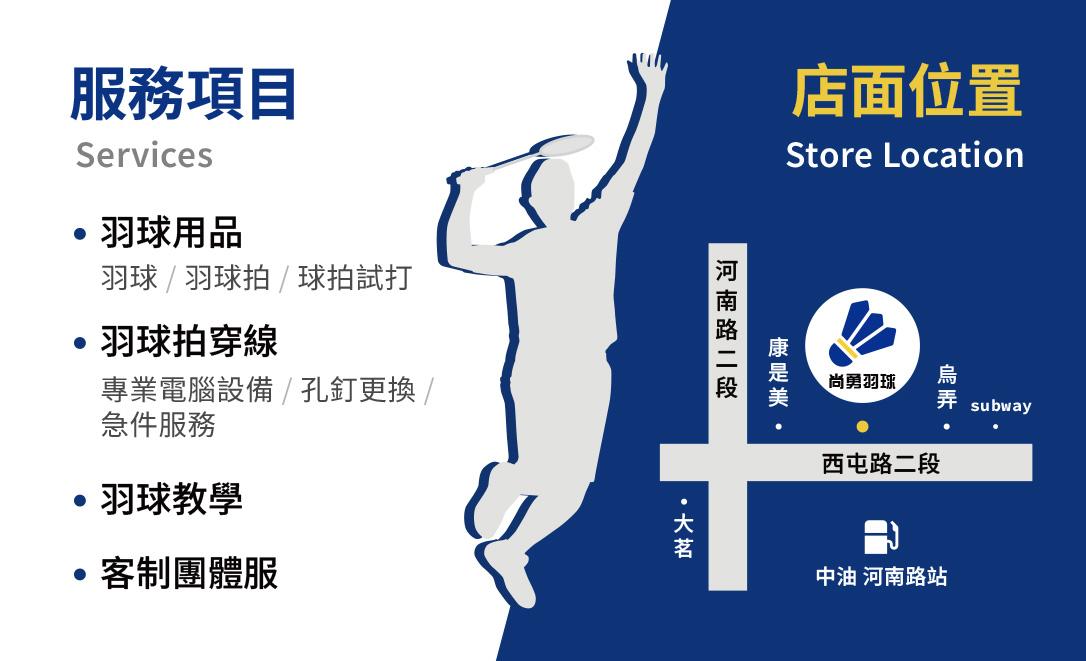 服務項目
Services
• 羽球用品
羽球 / 羽球拍 / 球拍試打
• 羽球拍穿線
專業電腦設備 / 孔釘更換 /
急件服務
• 羽球教學
• 客制團體服
店面位置
Store Location
河南路二段
康是美
尚勇羽球
烏弄
subway
西屯路二段
大茗
中油 河南路站